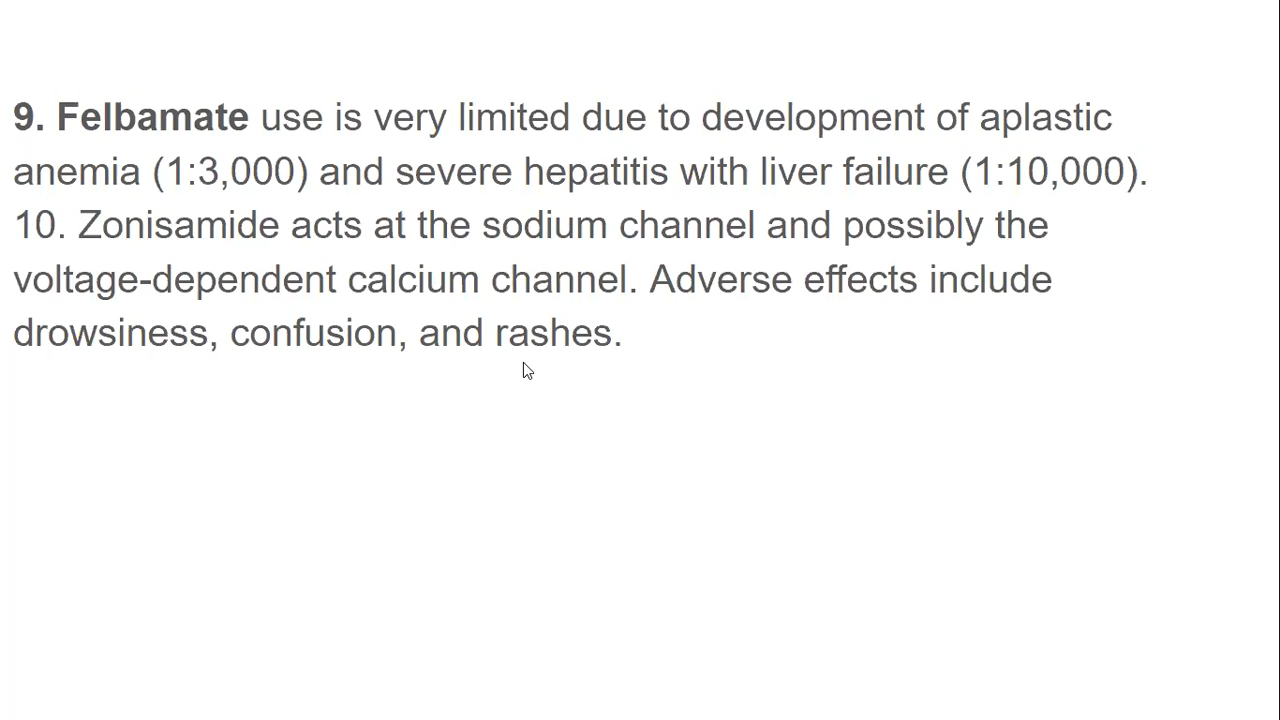 9. Felbamate use is very limited due to development of aplastic
anemia (1:3,000) and severe hepatitis with liver failure (1:10,000).
10. Zonisamide acts at the sodium channel and possibly the
voltage-dependent calcium channel. Adverse effects include
drowsiness, confusion, and rashes.